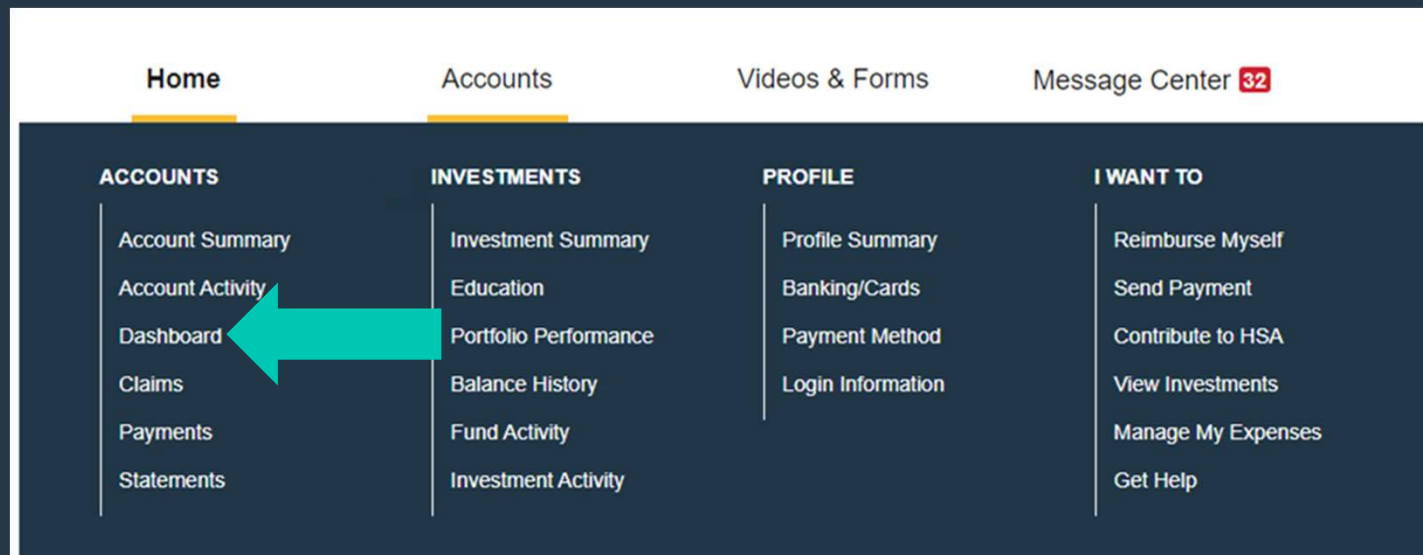 Home
Accounts
Videos & Forms
Message Center 32
ACCOUNTS
Account Summary
Account Activity
Dashboard
Claims
Payments
Statements
INVESTMENTS
Investment Summary
Education
Portfolio Performance
Balance History
Fund Activity
Investment Activity
PROFILE
Profile Summary
Banking/Cards
Payment Method
Login Information
I WANT TO
Reimburse Myself
Send Payment
Contribute to HSA
View Investments
Manage My Expenses
Get Help